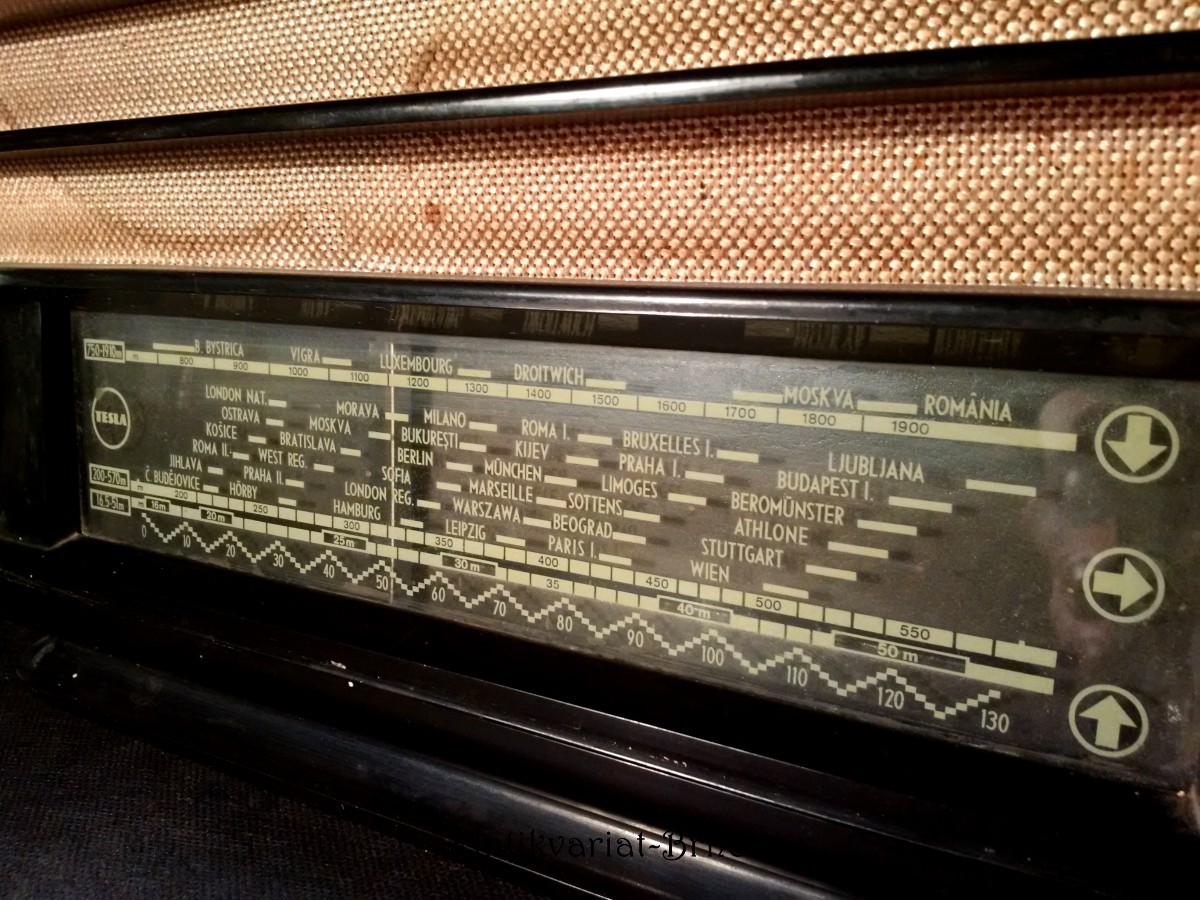 750-1910m m B. BYSTRICA VIGRA LUXEMBOURG DROITWICH MOSKVA ROMÂNIA
800 900 1000 1100 1200 1300 1400 1500 1600 1700 1800 1900
TESLA
LONDON NAT. MORAVA MILANO ROMA I. BRUXELLES I. LJUBLJANA
OSTRAVA MOSKVA BUKUREŞTI KIJEV PRAHA I. BUDAPEST I.
KOŠICE BRATISLAVA BERLIN MÜNCHEN LIMOGES BEROMÜNSTER
ROMA II. WEST REG. SOFIA MARSEILLE SOTTENS ATHLONE
JIHLAVA PRAHA II. LONDON REG. WARSZAWA BEOGRAD STUTTGART
Č. BUDĚJOVICE HÖRBY HAMBURG LEIPZIG PARIS I. WIEN
200-570m m 200 250 300 350 400 450 500 550
16.5-51m m 16m 20m 25m 30 m 35 40 m 50 m
0 10 20 30 40 50 60 70 80 90 100 110 120 130